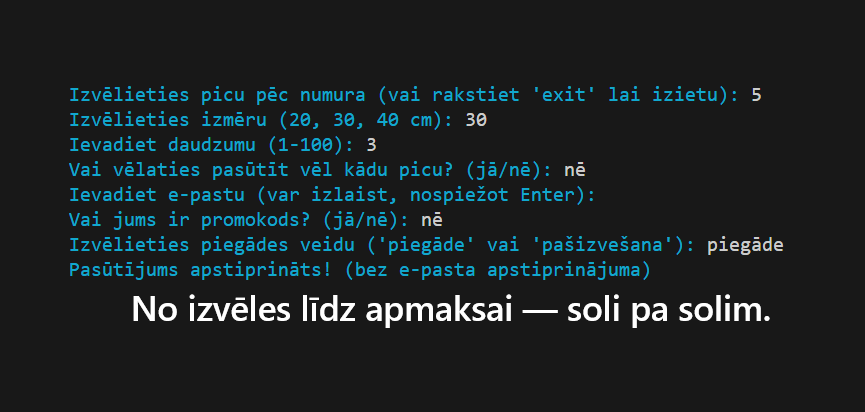 Izvēlieties picu pēc numura (vai rakstiet 'exit' lai izietu): 5
Izvēlieties izmēru (20, 30, 40 cm): 30
Ievadiet daudzumu (1-100): 3
Vai vēlaties pasūtīt vēl kādu picu? (jā/nē): nē
Ievadiet e-pastu (var izlaist, nospiežot Enter):
Vai jums ir promokods? (jā/nē): nē
Izvēlieties piegādes veidu ('piegāde' vai 'pašizvešana'): piegāde
Pasūtījums apstiprināts! (bez e-pasta apstiprinājuma)
No izvēles līdz apmaksai — soli pa solim.